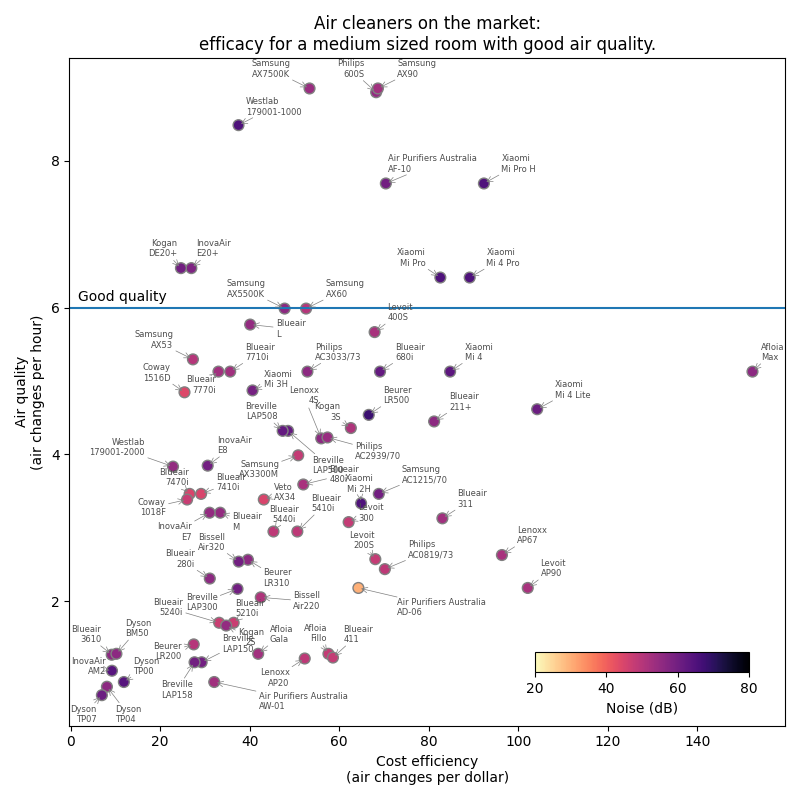 Air cleaners on the market:
efficacy for a medium sized room with good air quality.
Samsung
AX7500K
Philips
600S
Samsung
AX90
Westlab
179001-1000
Air Purifiers Australia
AF-10
Xiaomi
Mi Pro H
Kogan
DE20+
InovaAir
E20+
Xiaomi
Mi Pro
Xiaomi
Mi 4 Pro
Samsung
AX5500K
Samsung
AX60
Good quality
Levoit
400S
Blueair
L
Samsung
AX53
Blueair
7710i
Philips
AC3033/73
Blueair
680i
Xiaomi
Mi 4
Afloia
Max
Coway
1516D
Blueair
7770i
Xiaomi
Mi 3H
Lenoxx
4S
Beurer
LR500
Xiaomi
Mi 4 Lite
Breville
LAP508
Kogan
3S
Blueair
211+
Westlab
179001-2000
InovaAir
E8
Samsung
AX3300M
Breville
LAP500
Philips
AC2939/70
Blueair
7470i
Blueair
7410i
Blueair
480i
Xiaomi
Mi 2H
Samsung
AC1215/70
Coway
1018F
Veto
AX34
Blueair
5440i
Blueair
5410i
Levoit
300
Blueair
311
InovaAir
E7
Blueair
M
Bissell
Air320
Levoit
200S
Philips
AC0819/73
Lenoxx
AP67
Blueair
280i
Beurer
LR310
Levoit
AP90
Breville
LAP300
Bissell
Air220
Air Purifiers Australia
AD-06
Blueair
5240i
Blueair
5210i
Kogan
2S
Blueair
3610
Dyson
BM50
Beurer
LR200
Breville
LAP150
Afloia
Gala
Afloia
Fillo
Blueair
411
InovaAir
AM20
Dyson
TP00
Breville
LAP158
Lenoxx
AP20
Dyson
TP07
Dyson
TP04
Air Purifiers Australia
AW-01
8
6
4
2
Air quality
(air changes per hour)
20 40 60 80
Noise (dB)
0 20 40 60 80 100 120 140
Cost efficiency
(air changes per dollar)